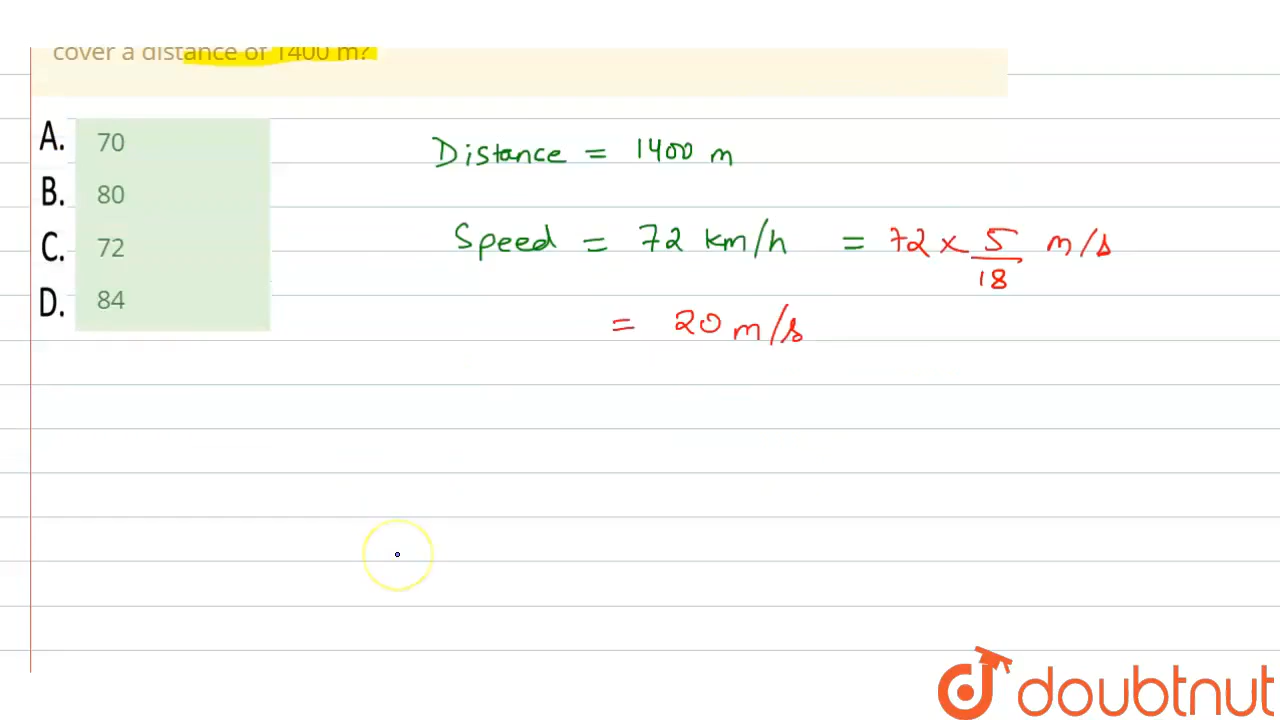 cover a distance of 1400 m?
A. 70
B. 80
C. 72
D. 84
Distance = 1400 m
Speed = 72 km/h = 72 × 5/18 m/s
= 20 m/s
doubtnut